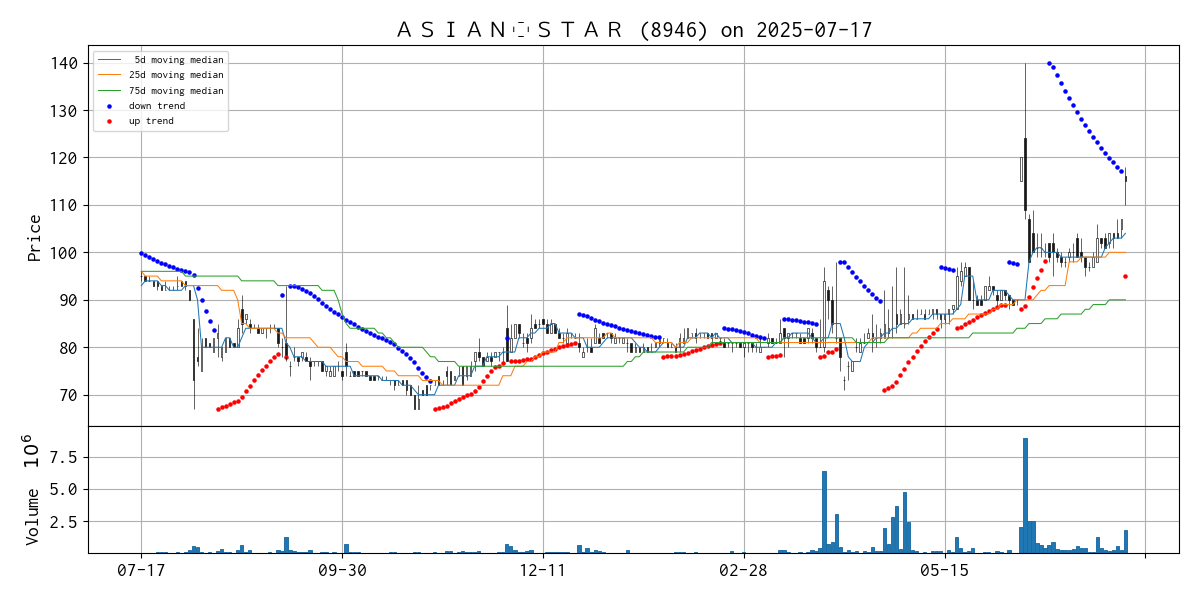 ＡＳＩＡＮ　ＳＴＡＲ (8946) on 2025-07-17
5d moving median
25d moving median
75d moving median
down trend
up trend
Price
140
130
120
110
100
90
80
70
Volume 10^6
7.5
5.0
2.5
07-17
09-30
12-11
02-28
05-15